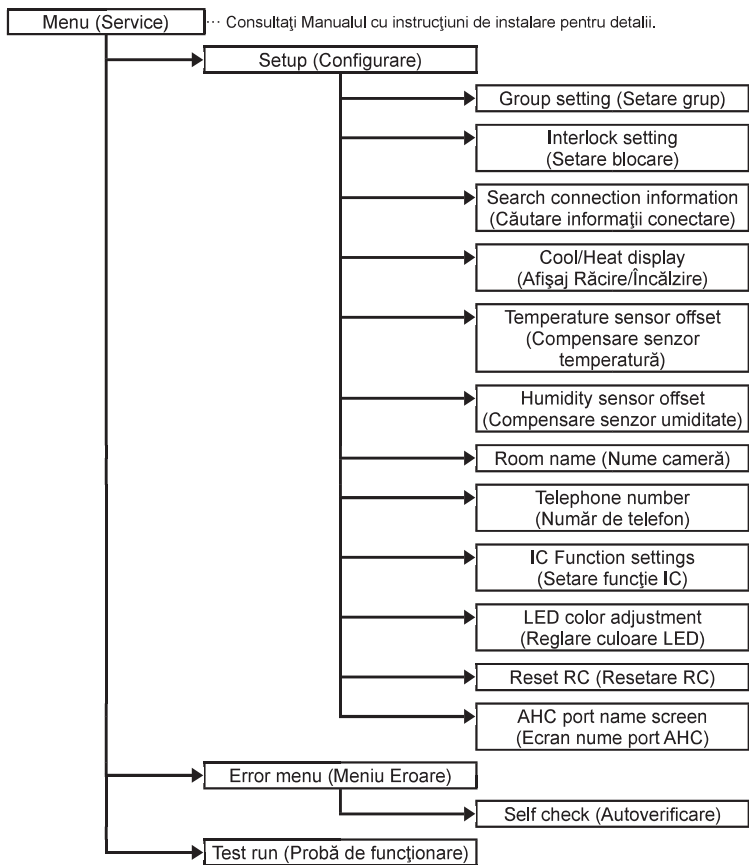 Menu (Service) ··· Consultaţi Manualul cu instrucţiuni de instalare pentru detalii.
Setup (Configurare)
Group setting (Setare grup)
Interlock setting
(Setare blocare)
Search connection information
(Căutare informaţii conectare)
Cool/Heat display
(Afişaj Răcire/Încălzire)
Temperature sensor offset
(Compensare senzor
temperatură)
Humidity sensor offset
(Compensare senzor umiditate)
Room name (Nume cameră)
Telephone number
(Număr de telefon)
IC Function settings
(Setare funcţie IC)
LED color adjustment
(Reglare culoare LED)
Reset RC (Resetare RC)
AHC port name screen
(Ecran nume port AHC)
Error menu (Meniu Eroare)
Self check (Autoverificare)
Test run (Probă de funcţionare)